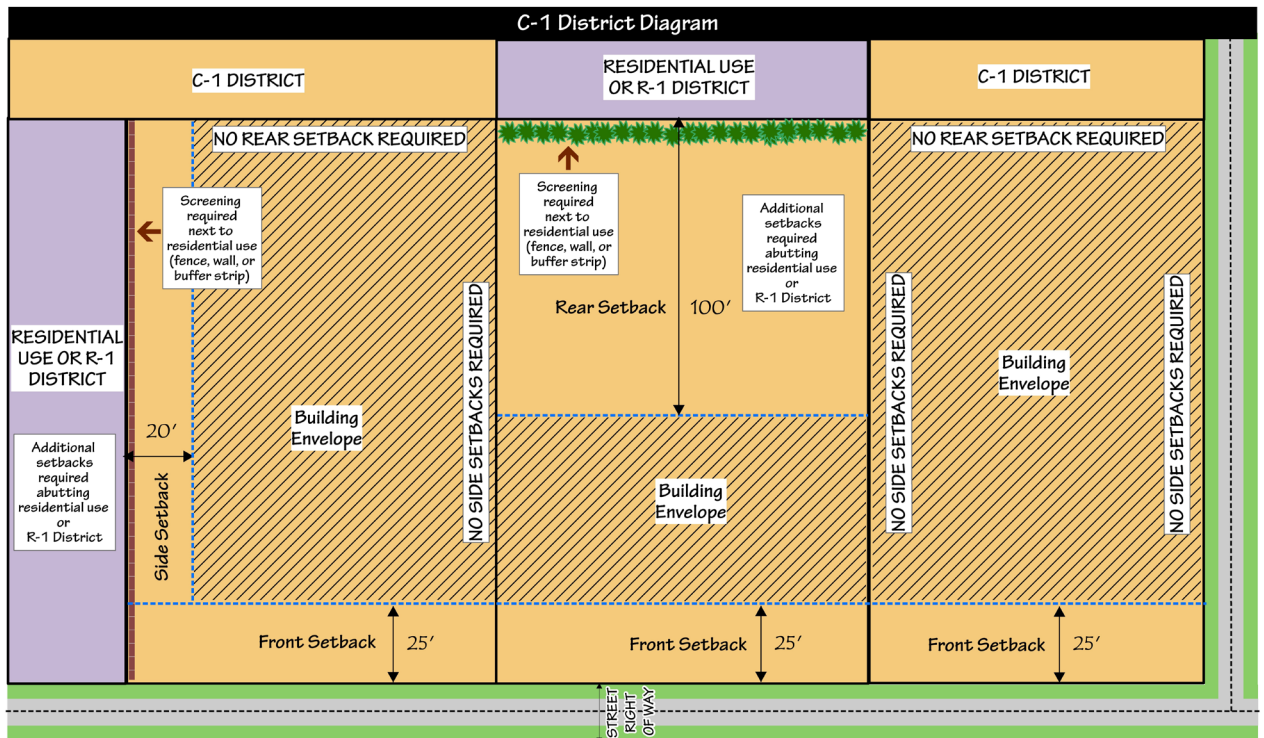 C-1 District Diagram
C-1 DISTRICT
RESIDENTIAL USE
OR R-1 DISTRICT
C-1 DISTRICT
NO REAR SETBACK REQUIRED
NO REAR SETBACK REQUIRED
Screening
required
next to
residential use
(fence, wall, or
buffer strip)
Screening
required
next to
residential use
(fence, wall, or
buffer strip)
Additional
setbacks
required
abutting
residential use
or
R-1 District
Rear Setback 100'
RESIDENTIAL
USE OR R-1
DISTRICT
NO SIDE SETBACKS REQUIRED
NO SIDE SETBACKS REQUIRED
NO SIDE SETBACKS REQUIRED
Building
Envelope
Building
Envelope
Building
Envelope
20'
Side Setback
Additional
setbacks
required
abutting
residential use
or
R-1 District
Front Setback 25'
Front Setback 25'
Front Setback 25'
STREET
RIGHT
OF WAY